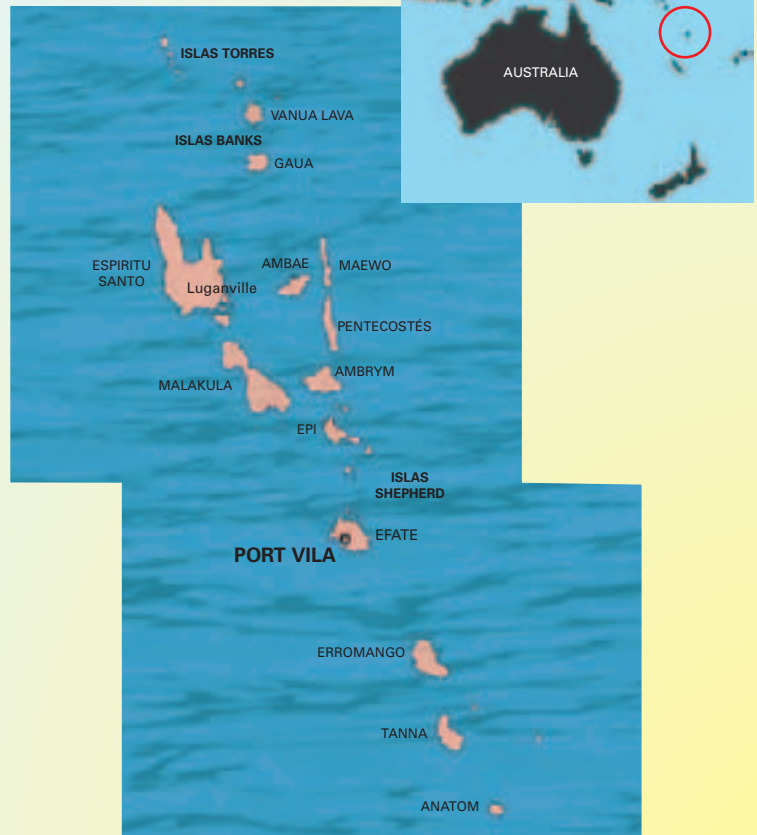 ISLAS TORRES
AUSTRALIA
VANUA LAVA
ISLAS BANKS
GAUA
ESPIRITU
SANTO
Luganville
AMBAE
MAEWO
PENTECOSTÉS
MALAKULA
AMBRYM
EPI
ISLAS
SHEPHERD
EFATE
PORT VILA
ERROMANGO
TANNA
ANATOM